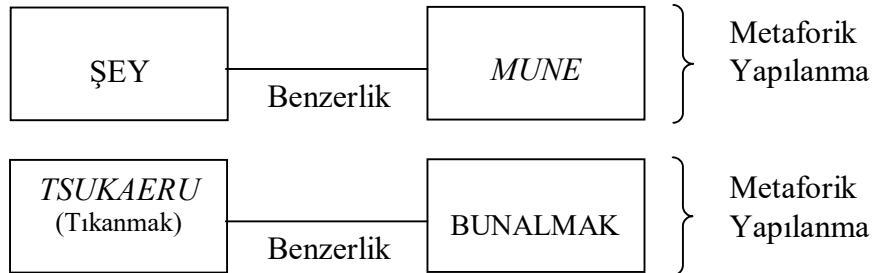 ŞEY
Benzerlik
MUNE
Metaforik
Yapılanma
TSUKAERU
(Tıkanmak)
Benzerlik
BUNALMAK
Metaforik
Yapılanma